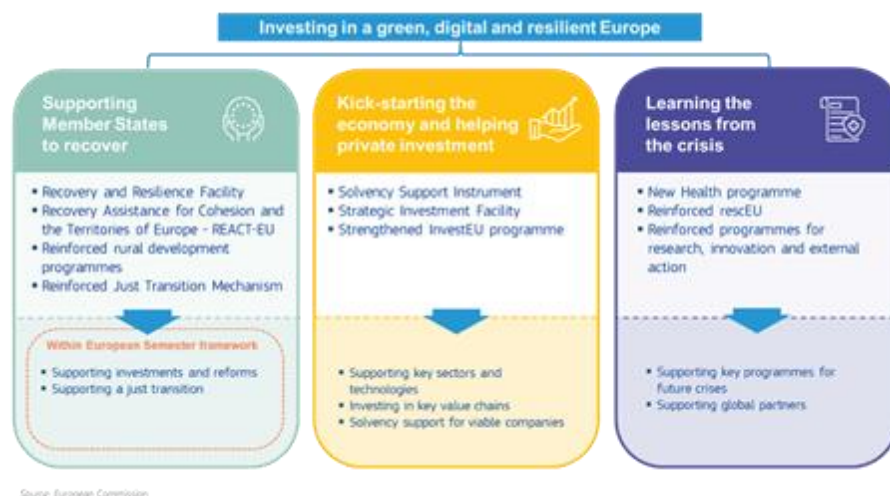 Investing in a green, digital and resilient Europe
Supporting
Member States
to recover
▪ Recovery and Resilience Facility
▪ Recovery Assistance for Cohesion and
the Territories of Europe - REACT-EU
▪ Reinforced rural development
programmes
▪ Reinforced Just Transition Mechanism
Within European Semester framework
▪ Supporting investments and reforms
▪ Supporting a just transition
Kick-starting the
economy and helping
private investment
▪ Solvency Support Instrument
▪ Strategic Investment Facility
▪ Strengthened InvestEU programme
▪ Supporting key sectors and
technologies
▪ Investing in key value chains
▪ Solvency support for viable companies
Learning the
lessons from
the crisis
▪ New Health programme
▪ Reinforced rescEU
▪ Reinforced programmes for
research, innovation and external
action
▪ Supporting key programmes for
future crises
▪ Supporting global partners
Source: European Commission